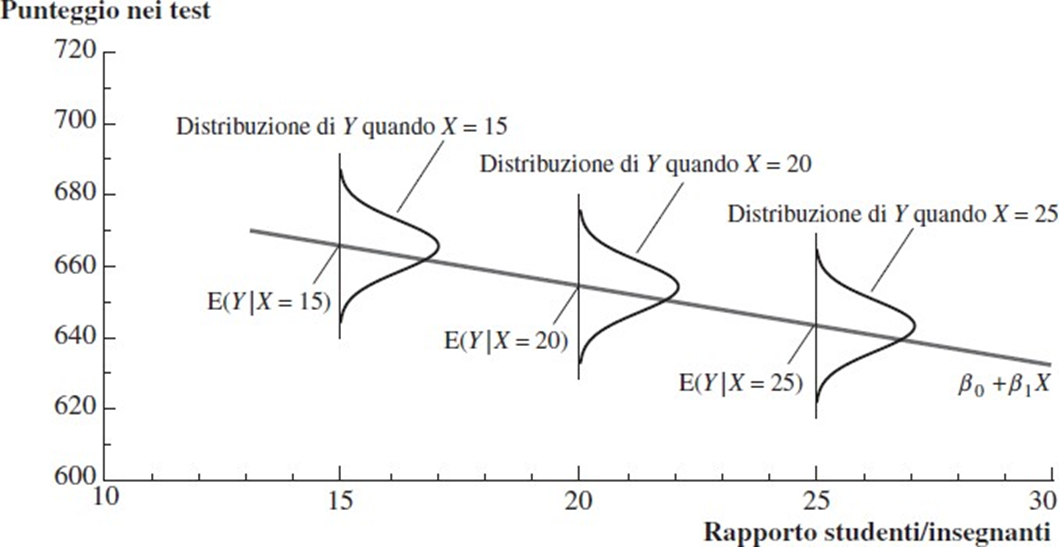 Punteggio nei test
720
700
Distribuzione di Y quando X = 15
Distribuzione di Y quando X = 20
680
Distribuzione di Y quando X = 25
660
E(Y|X = 15)
640
E(Y|X = 20)
E(Y|X = 25)
β₀ +β₁X
620
600
10 15 20 25 30
Rapporto studenti/insegnanti